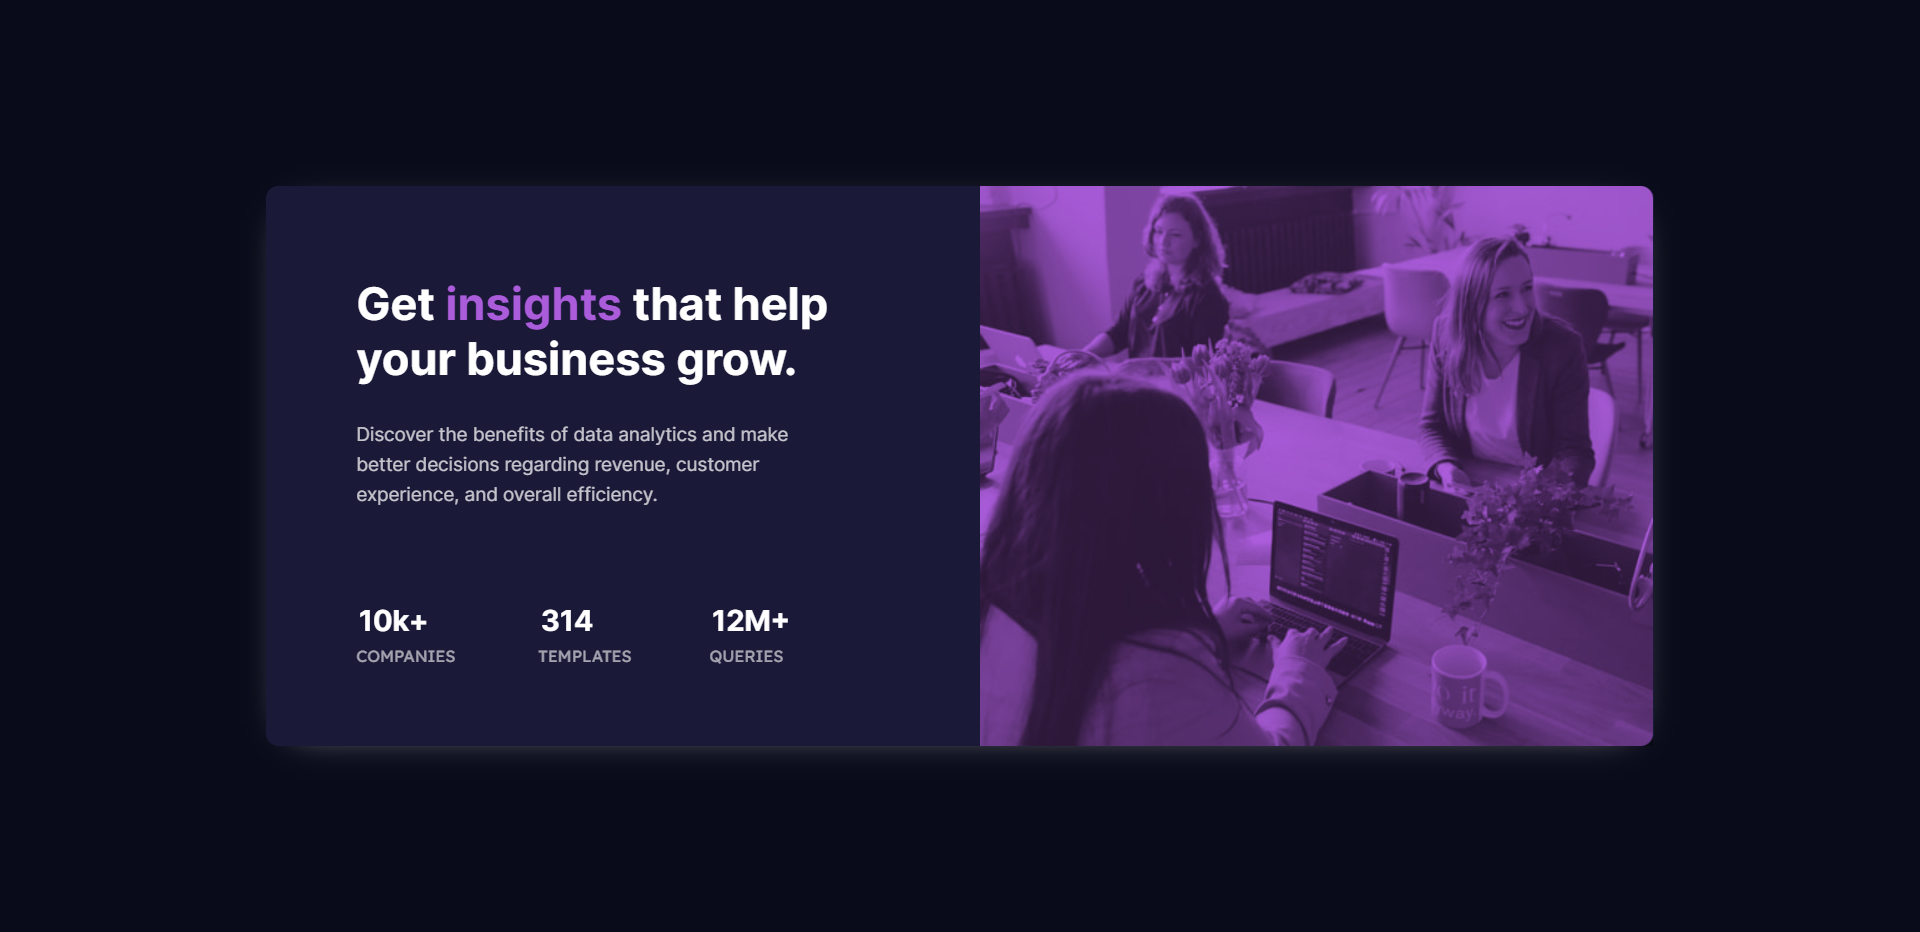 Get insights that help
your business grow.
Discover the benefits of data analytics and make
better decisions regarding revenue, customer
experience, and overall efficiency.
10k+ 314 12M+
COMPANIES TEMPLATES QUERIES